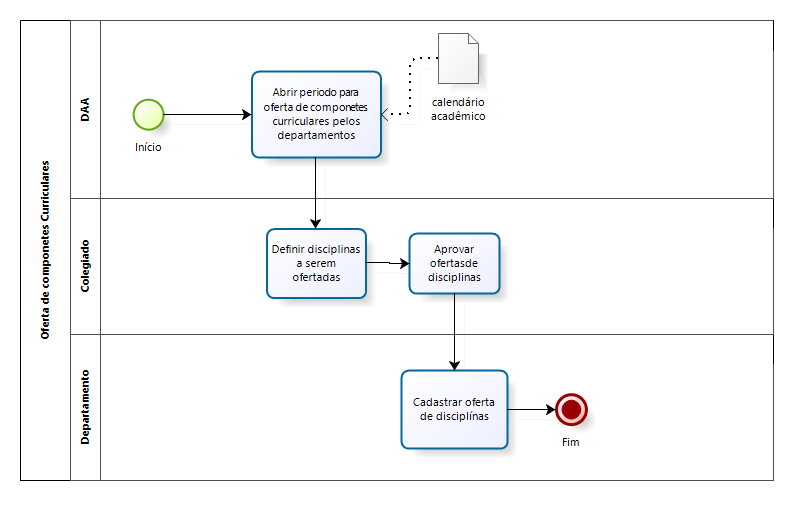 Oferta de componetes Curriculares
DAA
Início
Abrir periodo para
oferta de componetes
curriculares pelos
departamentos
calendário
acadêmico
Colegiado
Definir disciplinas
a serem
ofertadas
Aprovar
ofertasde
disciplinas
Departamento
Cadastrar oferta
de disciplínas
Fim